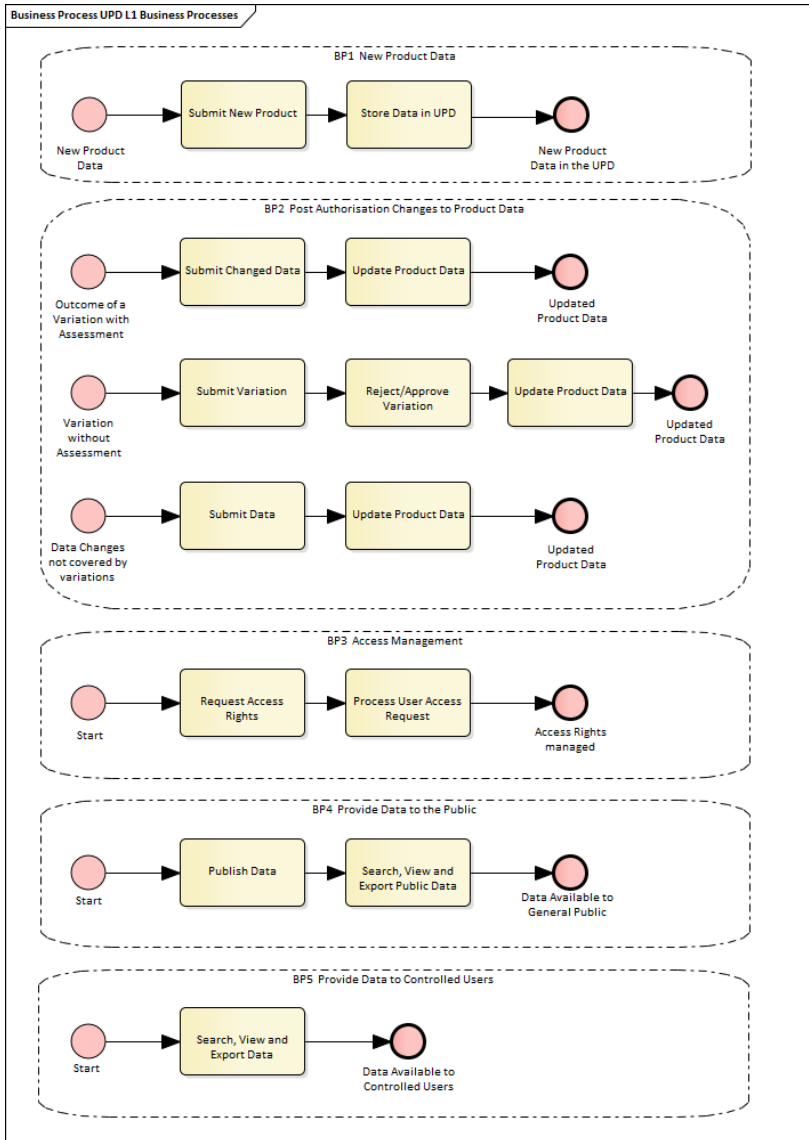 Business Process UPD L1 Business Processes
BP1 New Product Data
Submit New Product
Store Data in UPD
New Product
Data
New Product
Data in the UPD
BP2 Post Authorisation Changes to Product Data
Submit Changed Data
Update Product Data
Outcome of a
Variation with
Assessment
Updated
Product Data
Submit Variation
Reject/Approve
Variation
Update Product Data
Variation
without
Assessment
Updated
Product Data
Submit Data
Update Product Data
Data Changes
not covered by
variations
Updated
Product Data
BP3 Access Management
Request Access
Rights
Process User Access
Request
Start
Access Rights
managed
BP4 Provide Data to the Public
Publish Data
Search, View and
Export Public Data
Start
Data Available to
General Public
BP5 Provide Data to Controlled Users
Search, View and
Export Data
Start
Data Available to
Controlled Users